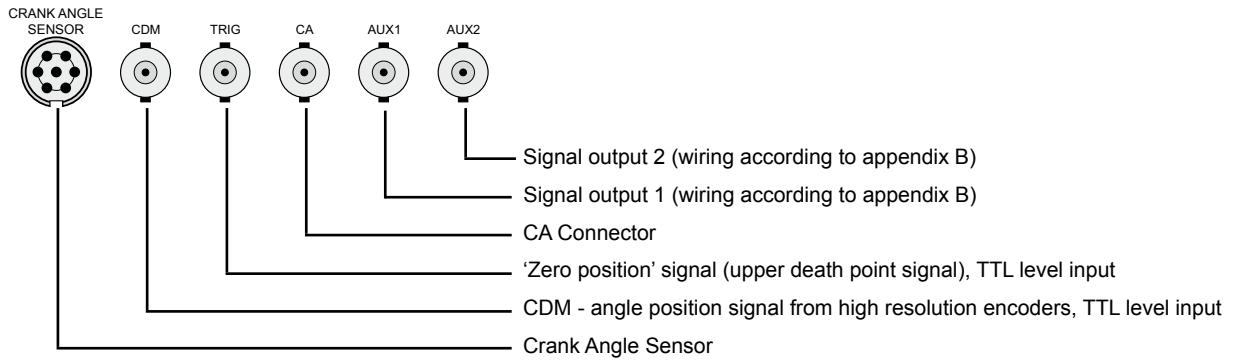 CRANK ANGLE
SENSOR
CDM
TRIG
CA
AUX1
AUX2
Signal output 2 (wiring according to appendix B)
Signal output 1 (wiring according to appendix B)
CA Connector
‘Zero position’ signal (upper death point signal), TTL level input
CDM - angle position signal from high resolution encoders, TTL level input
Crank Angle Sensor